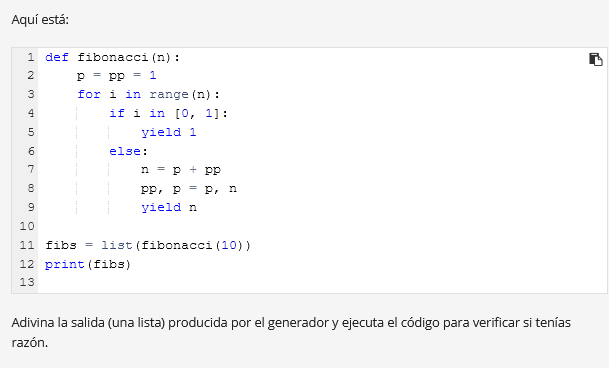 Aquí está:
1 def fibonacci(n):
2     p = pp = 1
3     for i in range(n):
4         if i in [0, 1]:
5             yield 1
6         else:
7             n = p + pp
8             pp, p = p, n
9             yield n
10
11 fibs = list(fibonacci(10))
12 print(fibs)
13
Adivina la salida (una lista) producida por el generador y ejecuta el código para verificar si tenías
razón.